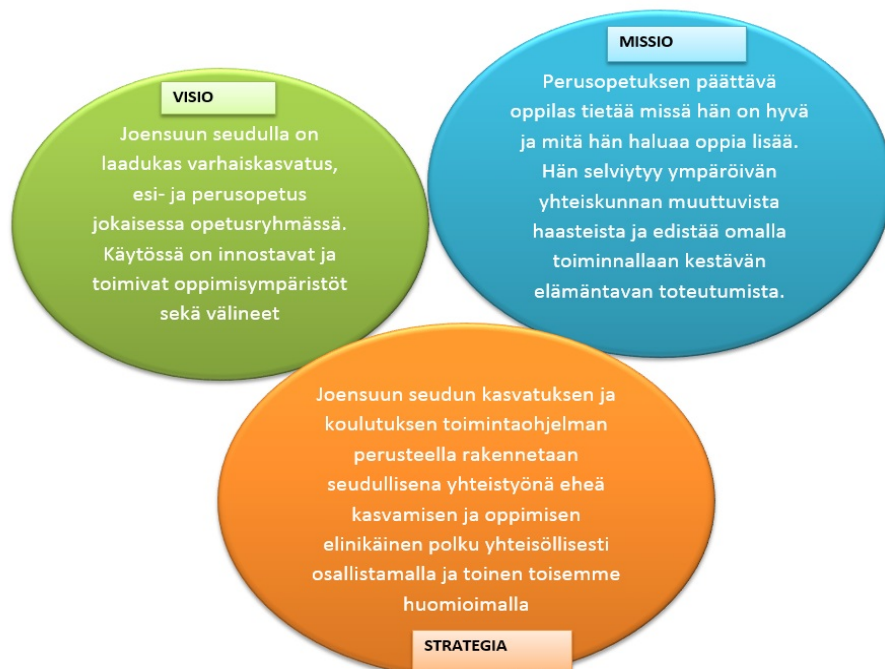 VISIO
Joensuun seudulla on
laadukas varhaiskasvatus,
esi- ja perusopetus
jokaisessa opetusryhmässä.
Käytössä on innostavat ja
toimivat oppimisympäristöt
sekä välineet
MISSIO
Perusopetuksen päättävä
oppilas tietää missä hän on hyvä
ja mitä hän haluaa oppia lisää.
Hän selviytyy ympäröivän
yhteiskunnan muuttuvista
haasteista ja edistää omalla
toiminnallaan kestävän
elämäntavan toteutumista.
Joensuun seudun kasvatuksen ja
koulutuksen toimintaohjelman
perusteella rakennetaan
seudullisena yhteistyönä eheä
kasvamisen ja oppimisen
elinikäinen polku yhteisöllisesti
osallistamalla ja toinen toisemme
huomioimalla
STRATEGIA